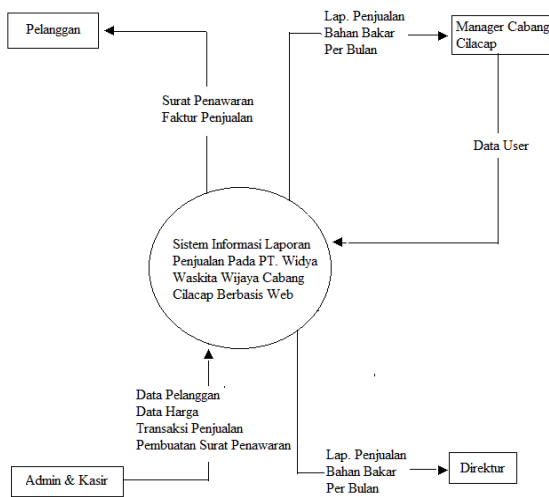 Pelanggan
Lap. Penjualan
Bahan Bakar
Per Bulan
Manager Cabang
Cilacap
Surat Penawaran
Faktur Penjualan
Data User
Sistem Informasi Laporan
Penjualan Pada PT. Widya
Waskita Wijaya Cabang
Cilacap Berbasis Web
Data Pelanggan
Data Harga
Transaksi Penjualan
Pembuatan Surat Penawaran
Admin & Kasir
Lap. Penjualan
Bahan Bakar
Per Bulan
Direktur